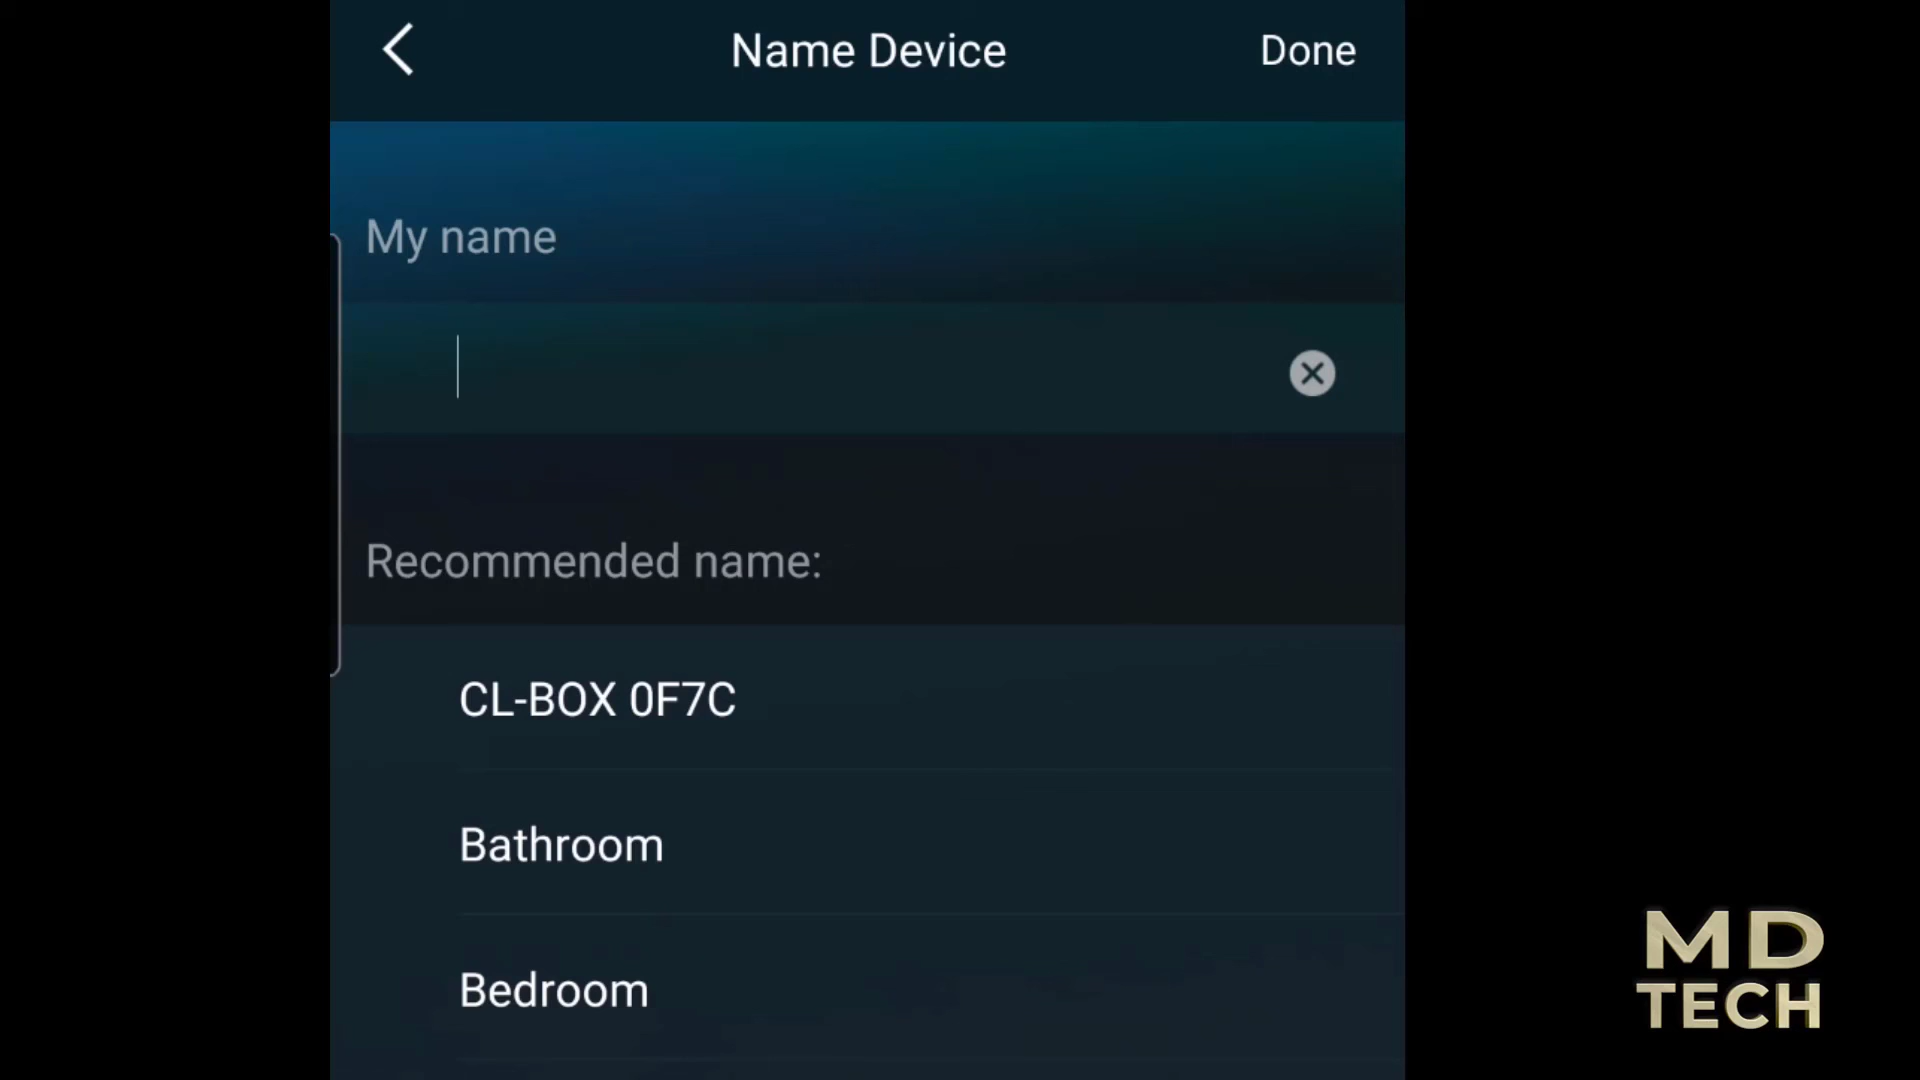 Name Device
Done
My name
Recommended name:
CL-BOX 0F7C
Bathroom
Bedroom
MD
TECH